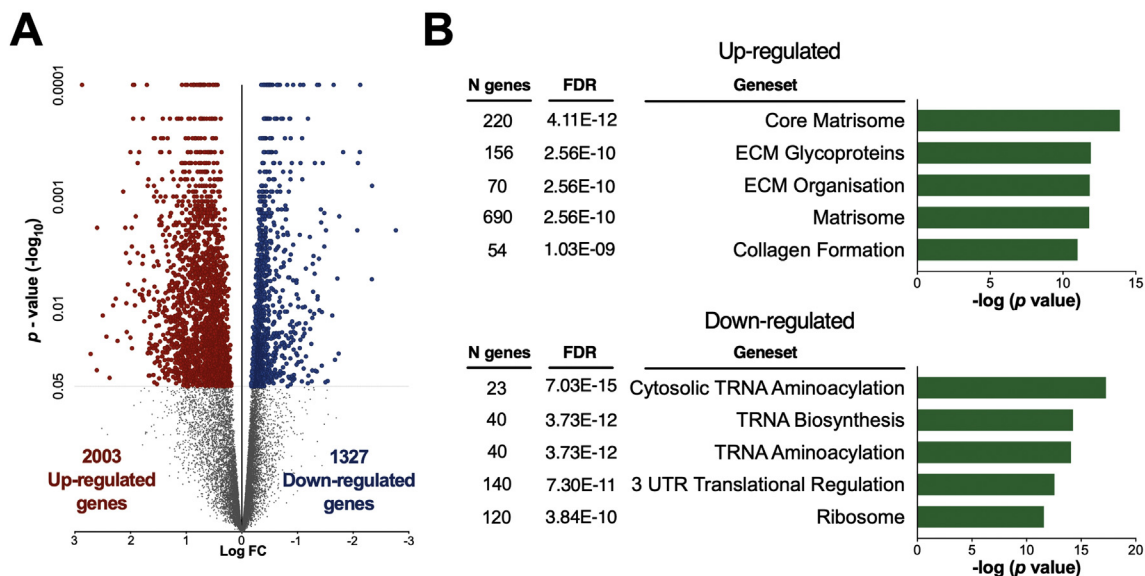 A
p - value (-log10)
0.0001
0.001
0.01
0.05
2003
Up-regulated
genes
1327
Down-regulated
genes
3 2 1 0 -1 -2 -3
Log FC
B
Up-regulated
N genes FDR Geneset
220 4.11E-12 Core Matrisome
156 2.56E-10 ECM Glycoproteins
70 2.56E-10 ECM Organisation
690 2.56E-10 Matrisome
54 1.03E-09 Collagen Formation
0 5 10 15
-log (p value)
Down-regulated
N genes FDR Geneset
23 7.03E-15 Cytosolic TRNA Aminoacylation
40 3.73E-12 TRNA Biosynthesis
40 3.73E-12 TRNA Aminoacylation
140 7.30E-11 3 UTR Translational Regulation
120 3.84E-10 Ribosome
0 5 10 15 20
-log (p value)